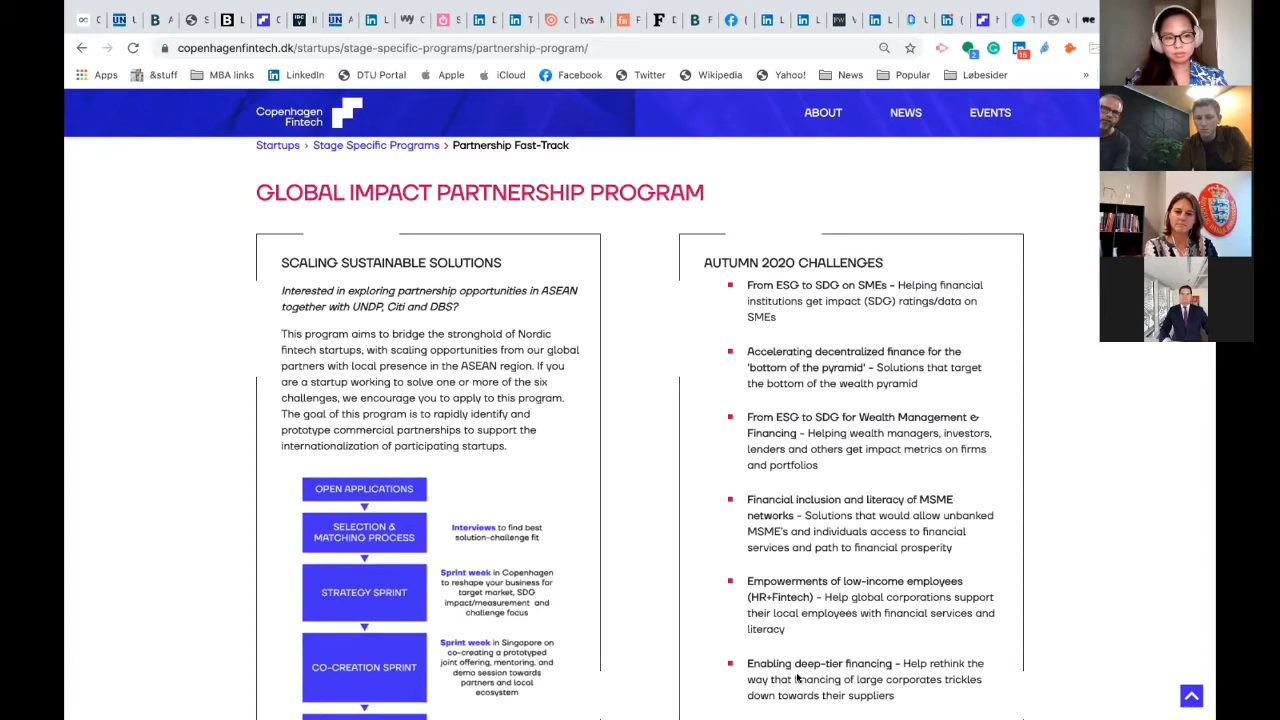 copenhagenfintech.dk/startups/stage-specific-programs/partnership-program/
2
15
Apps
&stuff
MBA links
LinkedIn
DTU Portal
Apple
iCloud
Facebook
Twitter
Wikipedia
Yahoo!
News
Popular
Løbesider
»
Copenhagen
Fintech
ABOUT
NEWS
EVENTS
Startups › Stage Specific Programs > Partnership Fast-Track
GLOBAL IMPACT PARTNERSHIP PROGRAM
SCALING SUSTAINABLE SOLUTIONS
Interested in exploring partnership opportunities in ASEAN
together with UNDP, Citi and DBS?
This program aims to bridge the stronghold of Nordic
fintech startups, with scaling opportunities from our global
partners with local presence in the ASEAN region. If you
are a startup working to solve one or more of the six
challenges, we encourage you to apply to this program.
The goal of this program is to rapidly identify and
prototype commercial partnerships to support the
internationalization of participating startups.
OPEN APPLICATIONS
SELECTION &
MATCHING PROCESS
Interviews to find best
solution-challenge fit
STRATEGY SPRINT
Sprint week in Copenhagen
to reshape your business for
target market, SDG
impact/measurement and
challenge focus
CO-CREATION SPRINT
Sprint week in Singapore on
co-creating a prototyped
joint offering, mentoring, and
demo session towards
partners and local
ecosystem
AUTUMN 2020 CHALLENGES
From ESG to SDG on SMEs - Helping financial
institutions get impact (SDG) ratings/data on
SMEs
Accelerating decentralized finance for the
'bottom of the pyramid' - Solutions that target
the bottom of the wealth pyramid
From ESG to SDG for Wealth Management &
Financing - Helping wealth managers, investors,
lenders and others get impact metrics on firms
and portfolios
Financial inclusion and literacy of MSME
networks - Solutions that would allow unbanked
MSME's and individuals access to financial
services and path to financial prosperity
Empowerments of low-income employees
(HR+Fintech) - Help global corporations support
their local employees with financial services and
literacy
Enabling deep-tier financing - Help rethink the
way that financing of large corporates trickles
down towards their suppliers